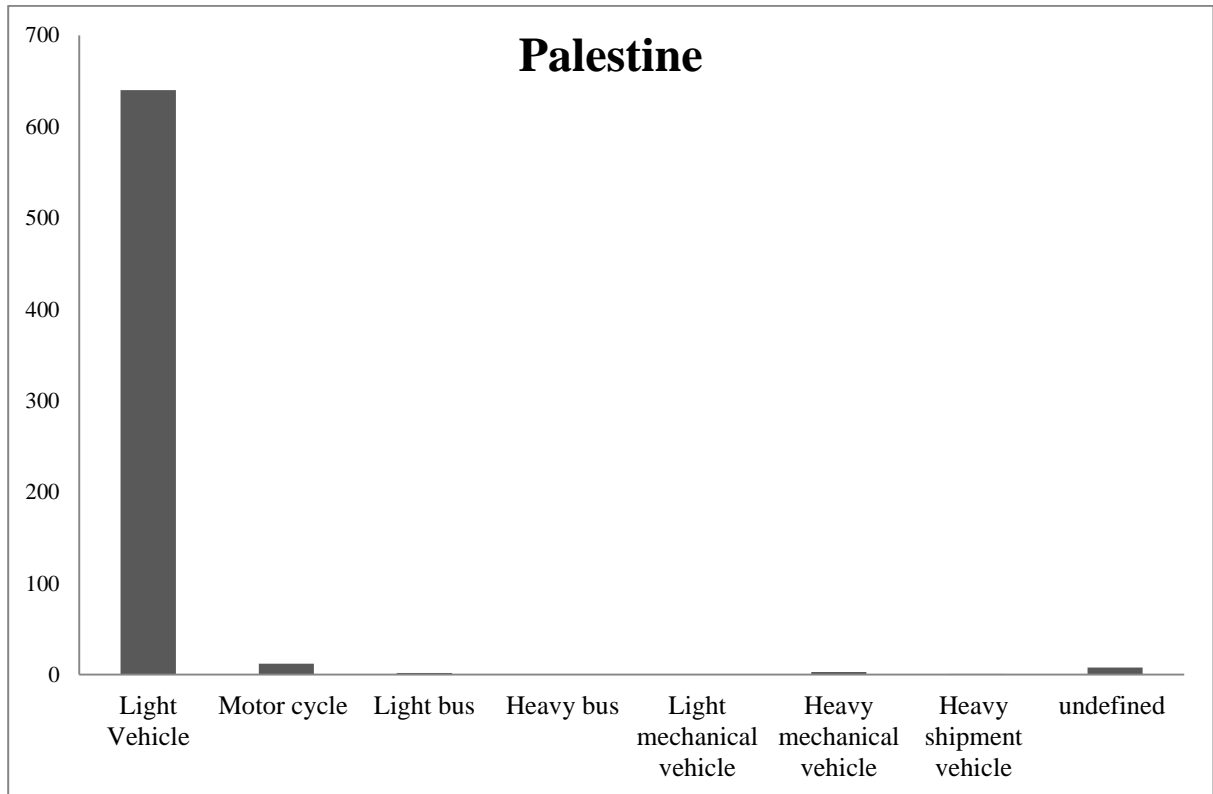 Palestine
700
600
500
400
300
200
100
0
Light
Vehicle
Motor cycle
Light bus
Heavy bus
Light
mechanical
vehicle
Heavy
mechanical
vehicle
Heavy
shipment
vehicle
undefined